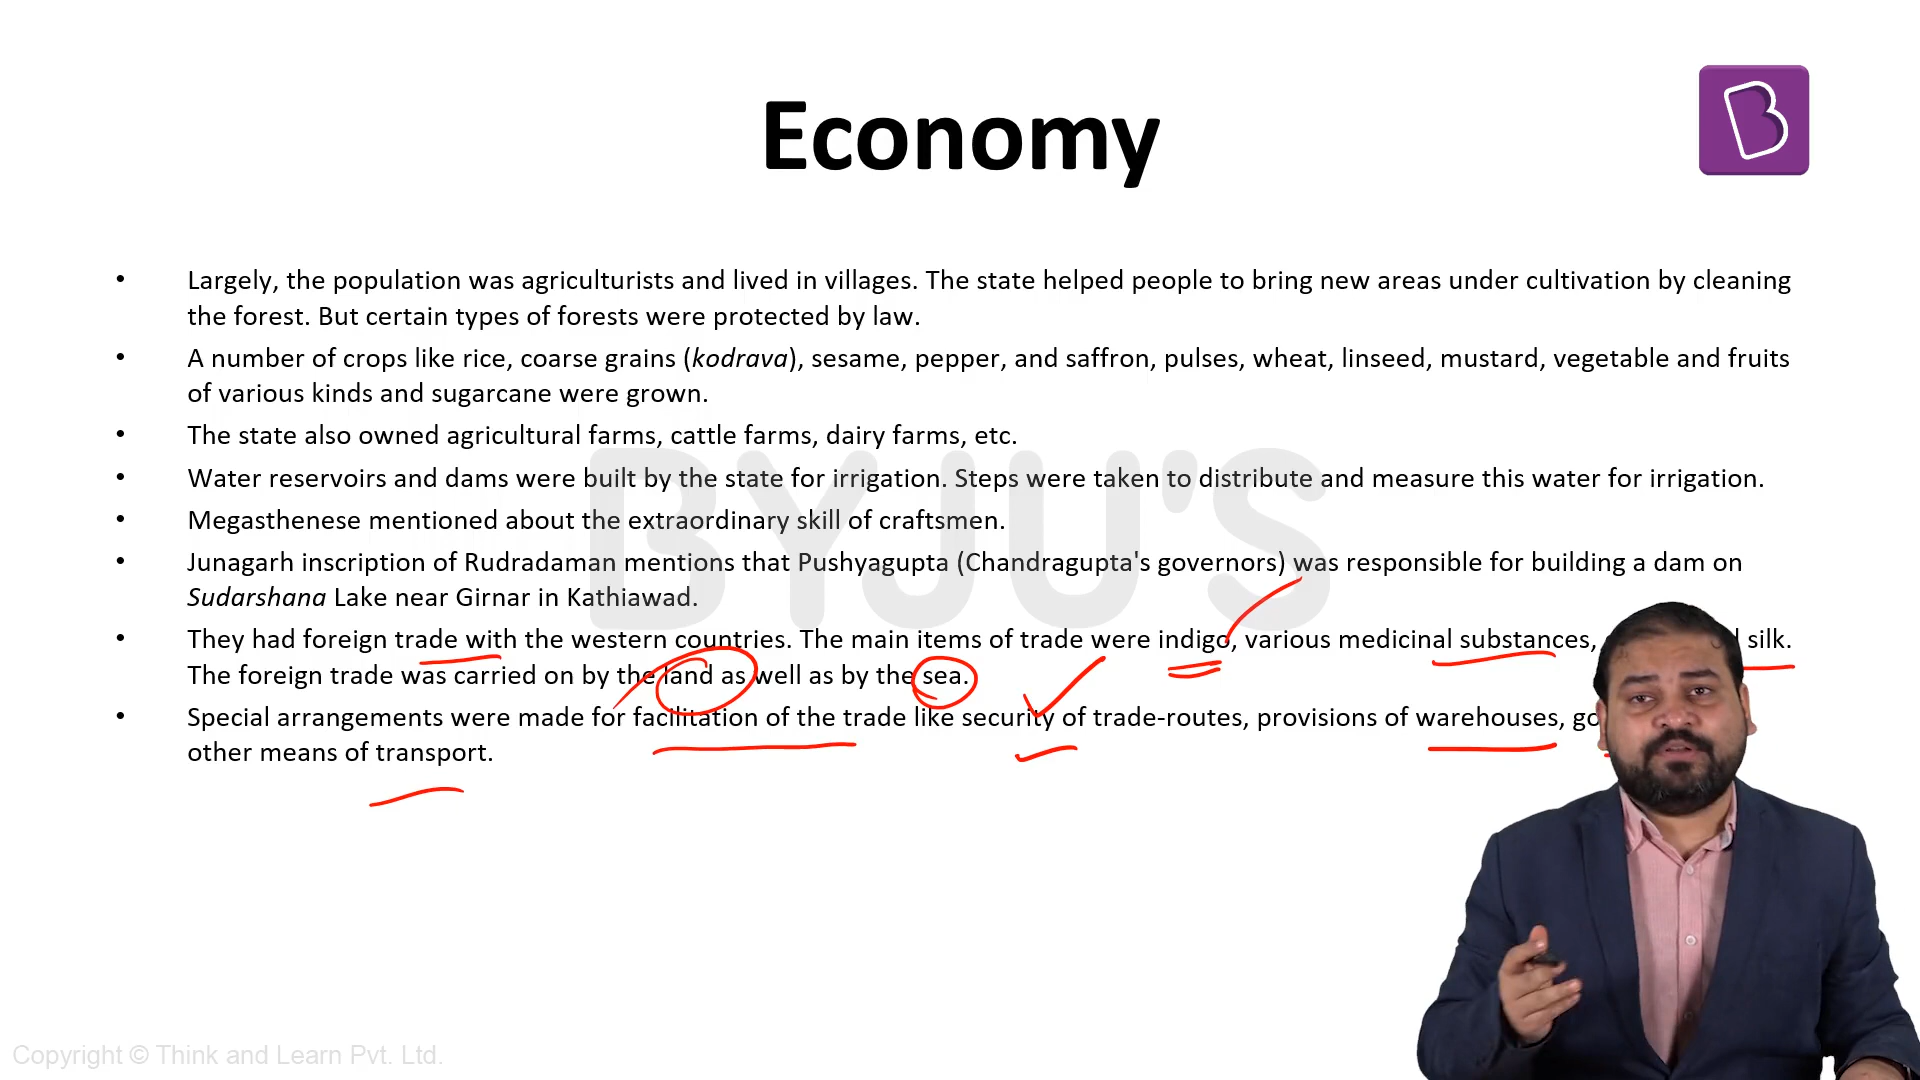 Economy
• Largely, the population was agriculturists and lived in villages. The state helped people to bring new areas under cultivation by cleaning
the forest. But certain types of forests were protected by law.
• A number of crops like rice, coarse grains (kodrava), sesame, pepper, and saffron, pulses, wheat, linseed, mustard, vegetable and fruits
of various kinds and sugarcane were grown.
• The state also owned agricultural farms, cattle farms, dairy farms, etc.
• Water reservoirs and dams were built by the state for irrigation. Steps were taken to distribute and measure this water for irrigation.
• Megasthenese mentioned about the extraordinary skill of craftsmen.
• Junagarh inscription of Rudradaman mentions that Pushyagupta (Chandragupta's governors) was responsible for building a dam on
Sudarshana Lake near Girnar in Kathiawad.
• They had foreign trade with the western countries. The main items of trade were indigo, various medicinal substances, silk.
The foreign trade was carried on by the land as well as by the sea.
• Special arrangements were made for facilitation of the trade like security of trade-routes, provisions of warehouses,
other means of transport.
BYJU'S
Copyright © Think and Learn Pvt. Ltd.